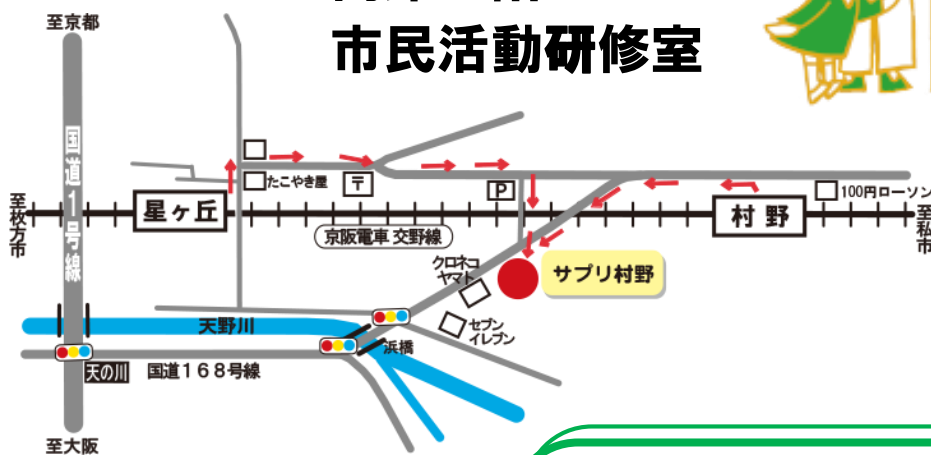 市民活動研修室
至京都
国道1号線
至枚方市
星ヶ丘
たこやき屋
〒
P
京阪電車 交野線
村野
100円ローソン
至私市
クロネコ
ヤマト
サプリ村野
セブン
イレブン
天野川
浜橋
天の川
国道168号線
至大阪